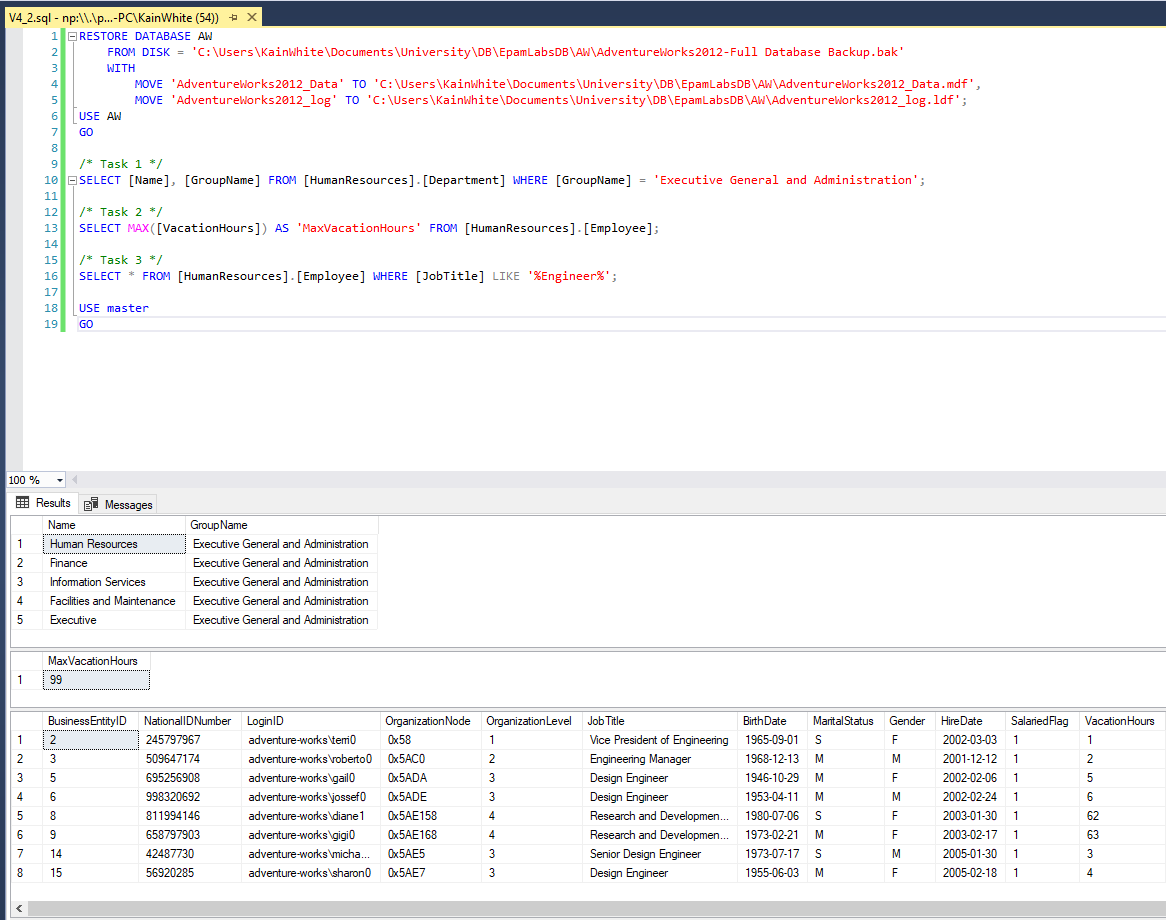 V4_2.sql - np:\\.\p...-PC\KainWhite (54))
1 RESTORE DATABASE AW
2 FROM DISK = 'C:\Users\KainWhite\Documents\University\DB\EpamLabsDB\AW\AdventureWorks2012-Full Database Backup.bak'
3 WITH
4 MOVE 'AdventureWorks2012_Data' TO 'C:\Users\KainWhite\Documents\University\DB\EpamLabsDB\AW\AdventureWorks2012_Data.mdf',
5 MOVE 'AdventureWorks2012_log' TO 'C:\Users\KainWhite\Documents\University\DB\EpamLabsDB\AW\AdventureWorks2012_log.ldf';
6 USE AW
7 GO
8
9 /* Task 1 */
10 SELECT [Name], [GroupName] FROM [HumanResources].[Department] WHERE [GroupName] = 'Executive General and Administration';
11
12 /* Task 2 */
13 SELECT MAX([VacationHours]) AS 'MaxVacationHours' FROM [HumanResources].[Employee];
14
15 /* Task 3 */
16 SELECT * FROM [HumanResources].[Employee] WHERE [JobTitle] LIKE '%Engineer%';
17
18 USE master
19 GO
100 %
Results Messages
Name GroupName
1 Human Resources Executive General and Administration
2 Finance Executive General and Administration
3 Information Services Executive General and Administration
4 Facilities and Maintenance Executive General and Administration
5 Executive Executive General and Administration
MaxVacationHours
1 99
BusinessEntityID NationalIDNumber LoginID OrganizationNode OrganizationLevel JobTitle BirthDate MaritalStatus Gender HireDate SalariedFlag VacationHours
1 2 245797967 adventure-works\terri0 0x58 1 Vice President of Engineering 1965-09-01 S F 2002-03-03 1 1
2 3 509647174 adventure-works\roberto0 0x5AC0 2 Engineering Manager 1968-12-13 M M 2001-12-12 1 2
3 5 695256908 adventure-works\gail0 0x5ADA 3 Design Engineer 1946-10-29 M F 2002-02-06 1 5
4 6 998320692 adventure-works\jossef0 0x5ADE 3 Design Engineer 1953-04-11 M M 2002-02-24 1 6
5 8 811994146 adventure-works\diane1 0x5AE158 4 Research and Developmen... 1980-07-06 S F 2003-01-30 1 62
6 9 658797903 adventure-works\gigi0 0x5AE168 4 Research and Developmen... 1973-02-21 M F 2003-02-17 1 63
7 14 42487730 adventure-works\micha... 0x5AE5 3 Senior Design Engineer 1973-07-17 S M 2005-01-30 1 3
8 15 56920285 adventure-works\sharon0 0x5AE7 3 Design Engineer 1955-06-03 M F 2005-02-18 1 4